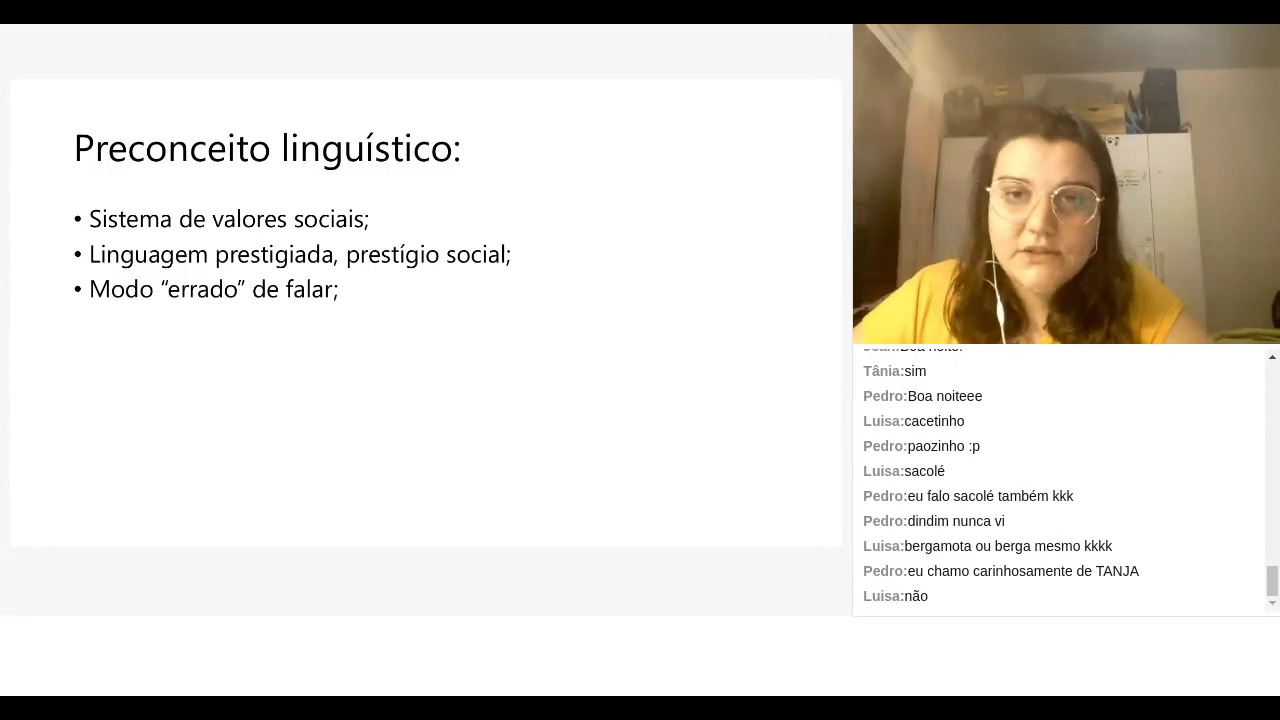 Preconceito linguístico:
• Sistema de valores sociais;
• Linguagem prestigiada, prestígio social;
• Modo “errado” de falar;
Tânia:sim
Pedro:Boa noiteee
Luisa:cacetinho
Pedro:paozinho :p
Luisa:sacolé
Pedro:eu falo sacolé também kkk
Pedro:dindim nunca vi
Luisa:bergamota ou berga mesmo kkkk
Pedro:eu chamo carinhosamente de TANJA
Luisa:não